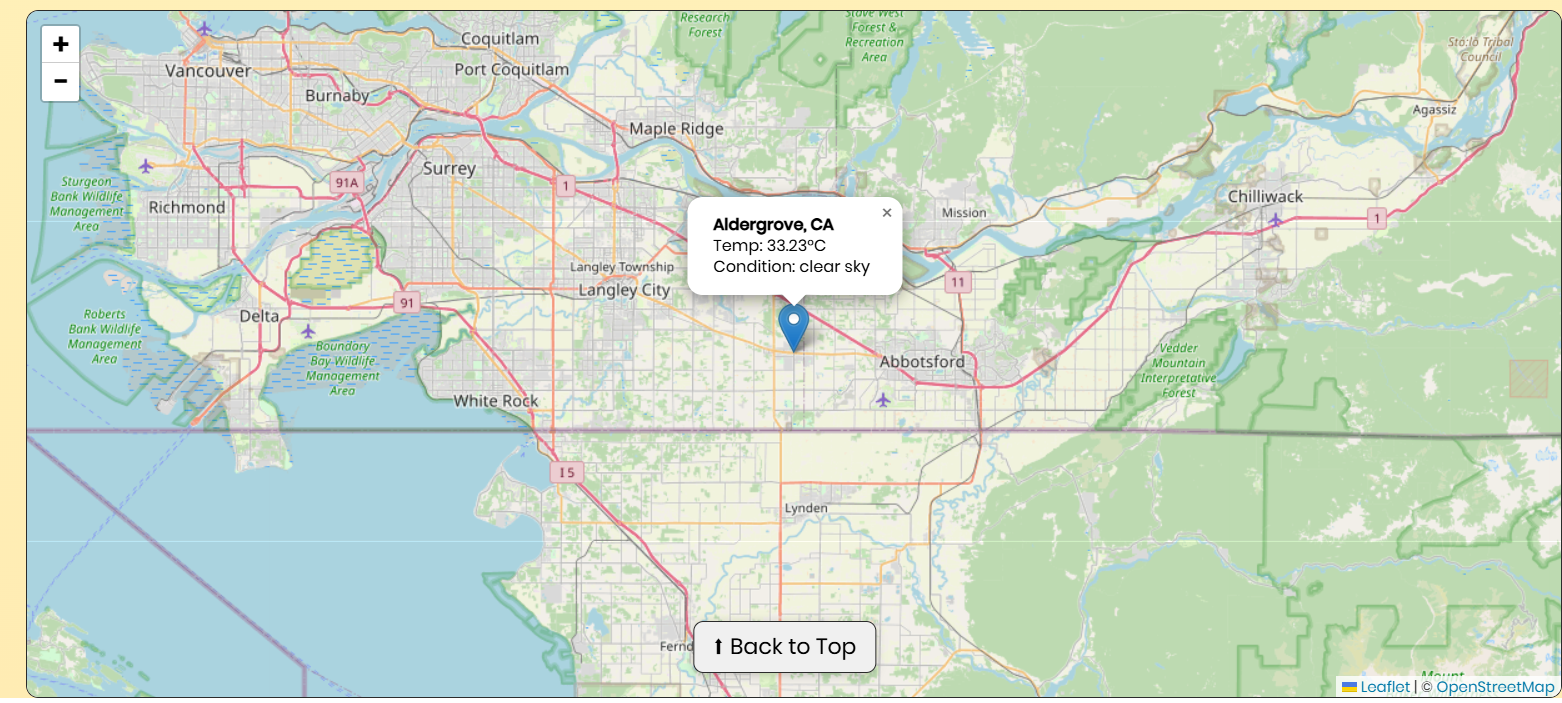 Research
Forest
Stave West
Forest &
Recreation
Area
Coquitlam
Sto:lo Tribal
Council
+
Vancouver
Port Coquitlam
−
Burnaby
Agassiz
Maple Ridge
Surrey
91A
1
Sturgeon
Bank Wildlife
Management
Area
Richmond
Chilliwack
Mission
1
×
Aldergrove, CA
Temp: 33.23°C
Condition: clear sky
Langley Township
Langley City
11
91
Roberts
Bank Wildlife
Management
Area
Delta
Boundary
Bay Wildlife
Management
Area
Abbotsford
Vedder
Mountain
Interpretative
Forest
White Rock
I 5
Lynden
Fernd
⭡ Back to Top
Mount
Leaflet | © OpenStreetMap